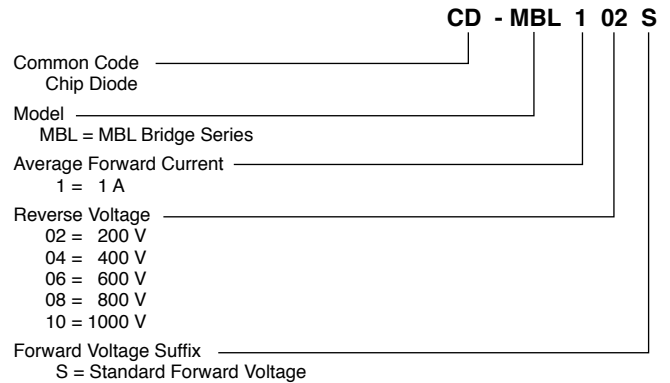 CD - MBL 1 02 S
Common Code
Chip Diode
Model
MBL = MBL Bridge Series
Average Forward Current
1 = 1 A
Reverse Voltage
02 = 200 V
04 = 400 V
06 = 600 V
08 = 800 V
10 = 1000 V
Forward Voltage Suffix
S = Standard Forward Voltage